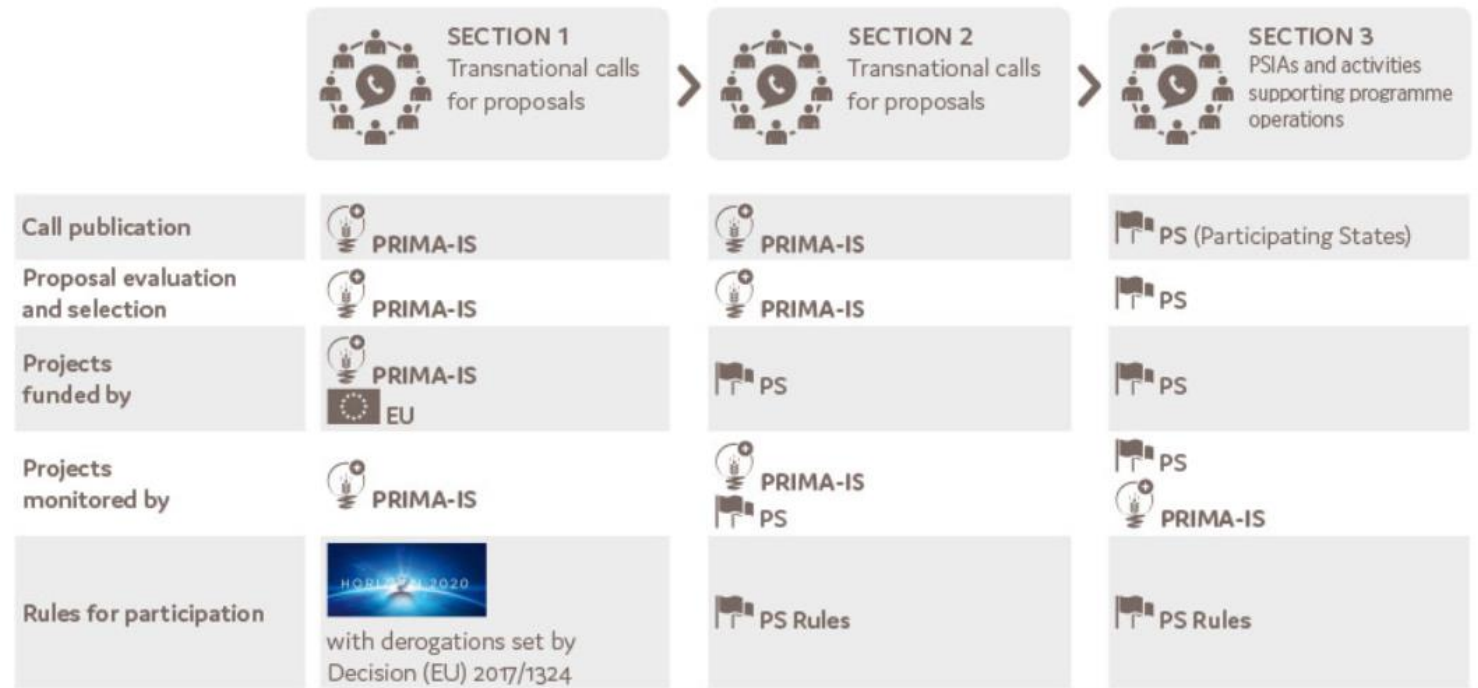 SECTION 1
Transnational calls
for proposals
SECTION 2
Transnational calls
for proposals
SECTION 3
PSIAs and activities
supporting programme
operations
Call publication
PRIMA-IS
PRIMA-IS
PS (Participating States)
Proposal evaluation
and selection
PRIMA-IS
PRIMA-IS
PS
Projects
funded by
PRIMA-IS
EU
PS
PS
Projects
monitored by
PRIMA-IS
PRIMA-IS
PS
PS
PRIMA-IS
Rules for participation
HORIZON 2020
with derogations set by
Decision (EU) 2017/1324
PS Rules
PS Rules